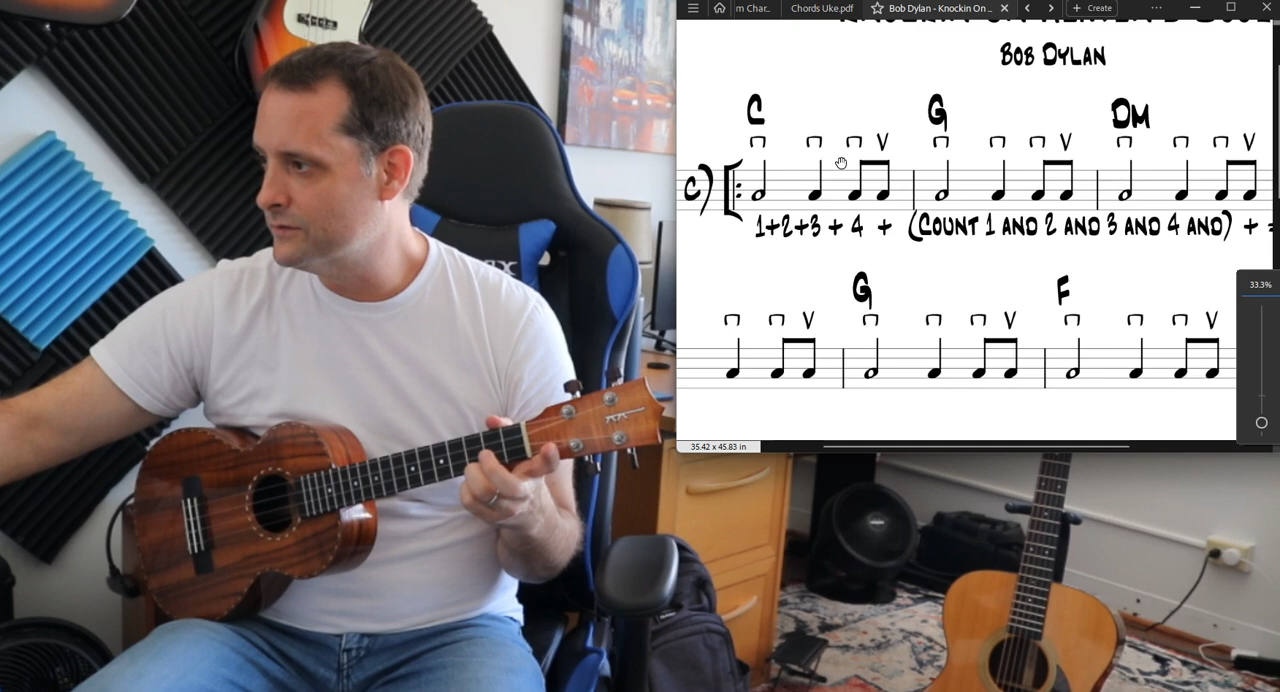 m Char..
Chords Uke.pdf
Bob Dylan - Knockin On ..
Create
BOB DYLAN
C G DM
1+2+3 + 4 + (COUNT 1 AND 2 AND 3 AND 4 AND) + =
G F
33.3%
35.42 x 45.83 in